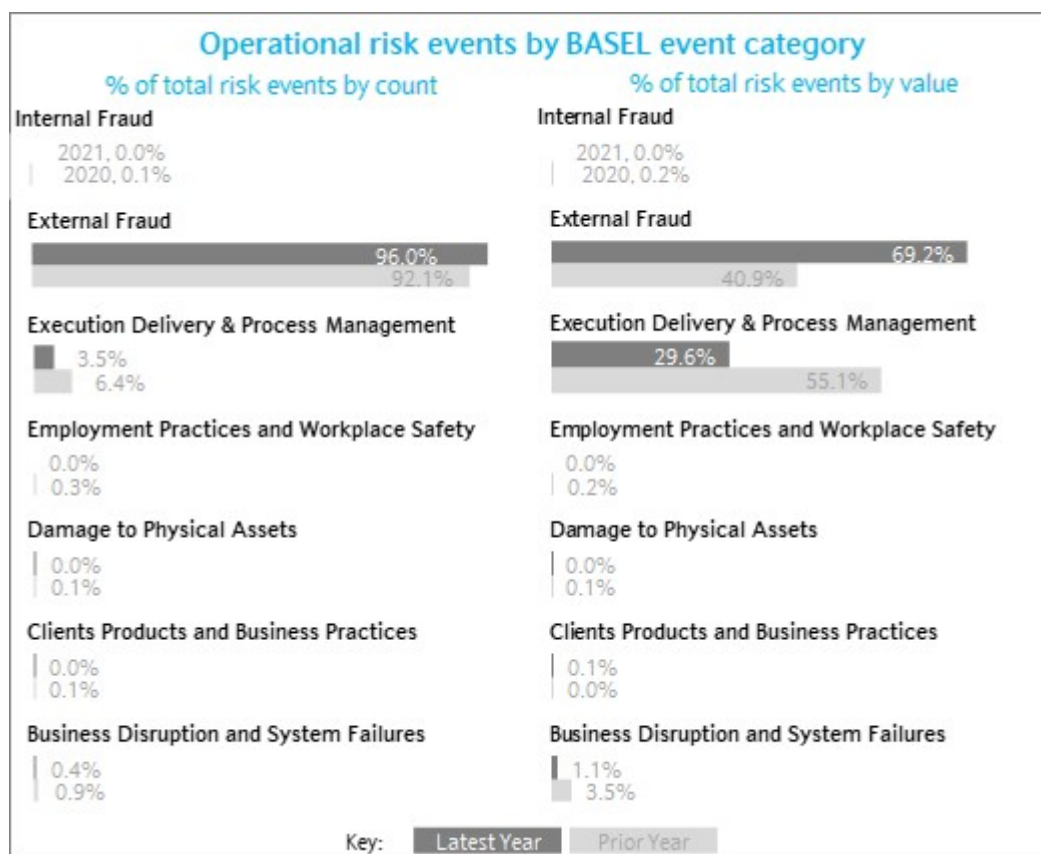 Operational risk events by BASEL event category
% of total risk events by count
Internal Fraud
2021, 0.0%
2020, 0.1%
External Fraud
96.0%
92.1%
Execution Delivery & Process Management
3.5%
6.4%
Employment Practices and Workplace Safety
0.0%
0.3%
Damage to Physical Assets
0.0%
0.1%
Clients Products and Business Practices
0.0%
0.1%
Business Disruption and System Failures
0.4%
0.9%
% of total risk events by value
Internal Fraud
2021, 0.0%
2020, 0.2%
External Fraud
69.2%
40.9%
Execution Delivery & Process Management
29.6%
55.1%
Employment Practices and Workplace Safety
0.0%
0.2%
Damage to Physical Assets
0.0%
0.1%
Clients Products and Business Practices
0.1%
0.0%
Business Disruption and System Failures
1.1%
3.5%
Key: Latest Year Prior Year